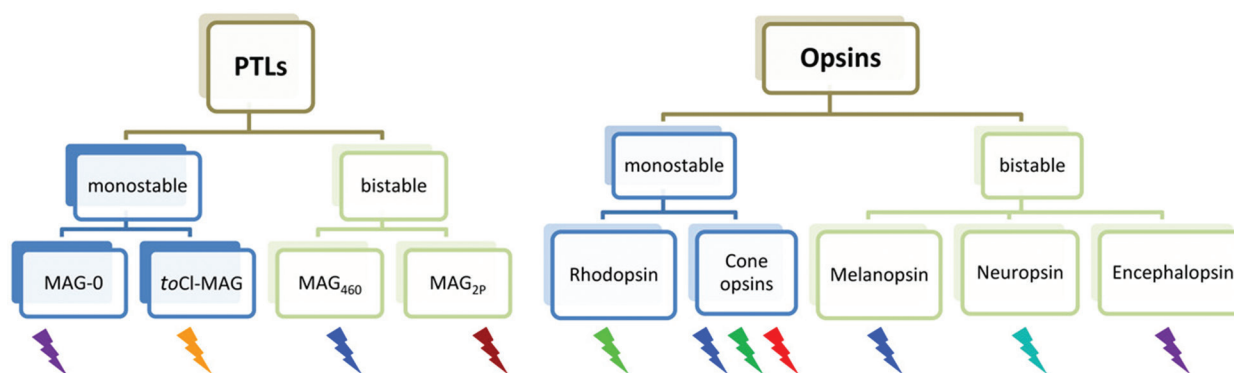 PTLs
Opsins
monostable
bistable
monostable
bistable
MAG-0
toCl-MAG
MAG460
MAG2P
Rhodopsin
Cone
opsins
Melanopsin
Neuropsin
Encephalopsin